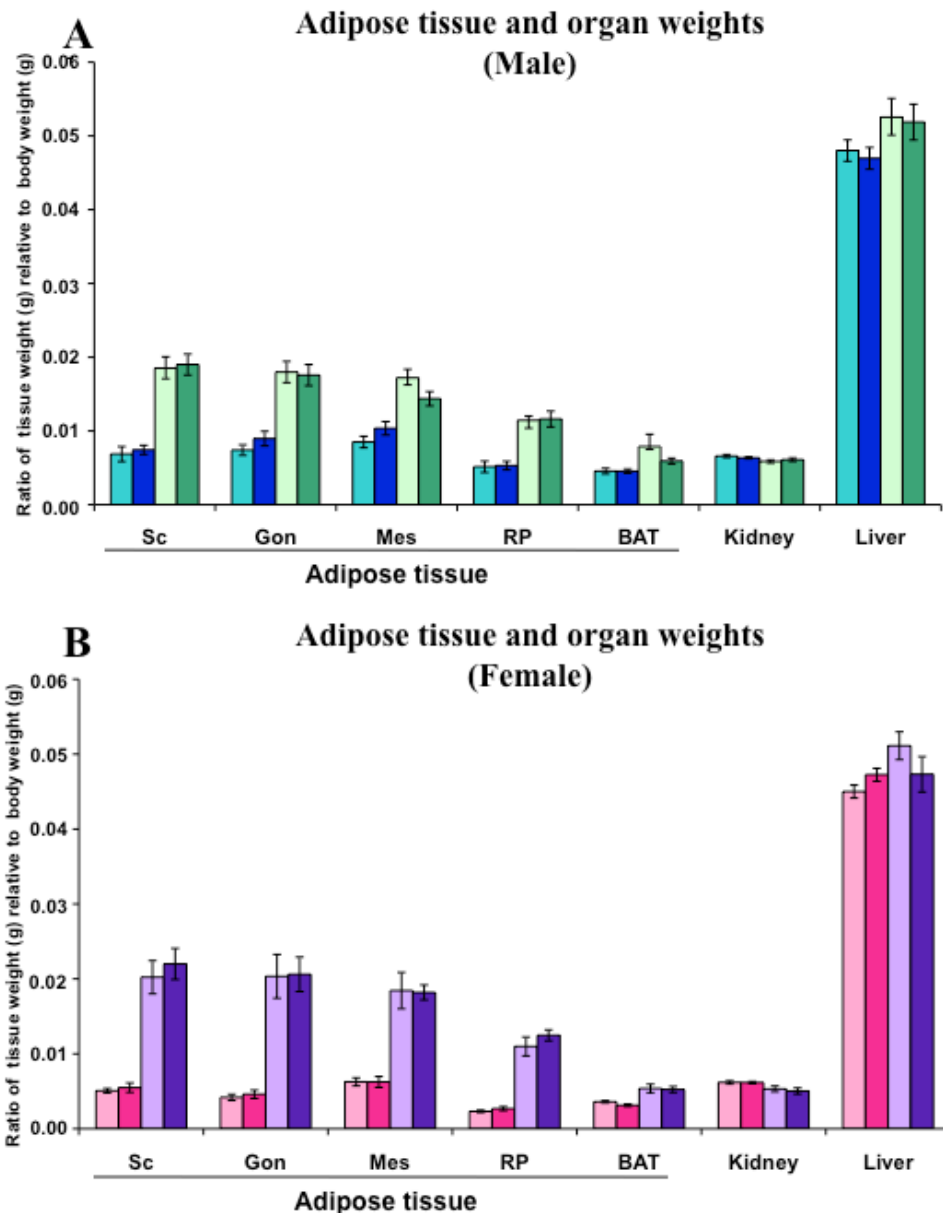 A
Adipose tissue and organ weights
(Male)
Ratio of tissue weight (g) relative to body weight (g)
0.06
0.05
0.04
0.03
0.02
0.01
0.00
Sc Gon Mes RP BAT Kidney Liver
Adipose tissue
B
Adipose tissue and organ weights
(Female)
Ratio of tissue weight (g) relative to body weight (g)
0.06
0.05
0.04
0.03
0.02
0.01
0.00
Sc Gon Mes RP BAT Kidney Liver
Adipose tissue